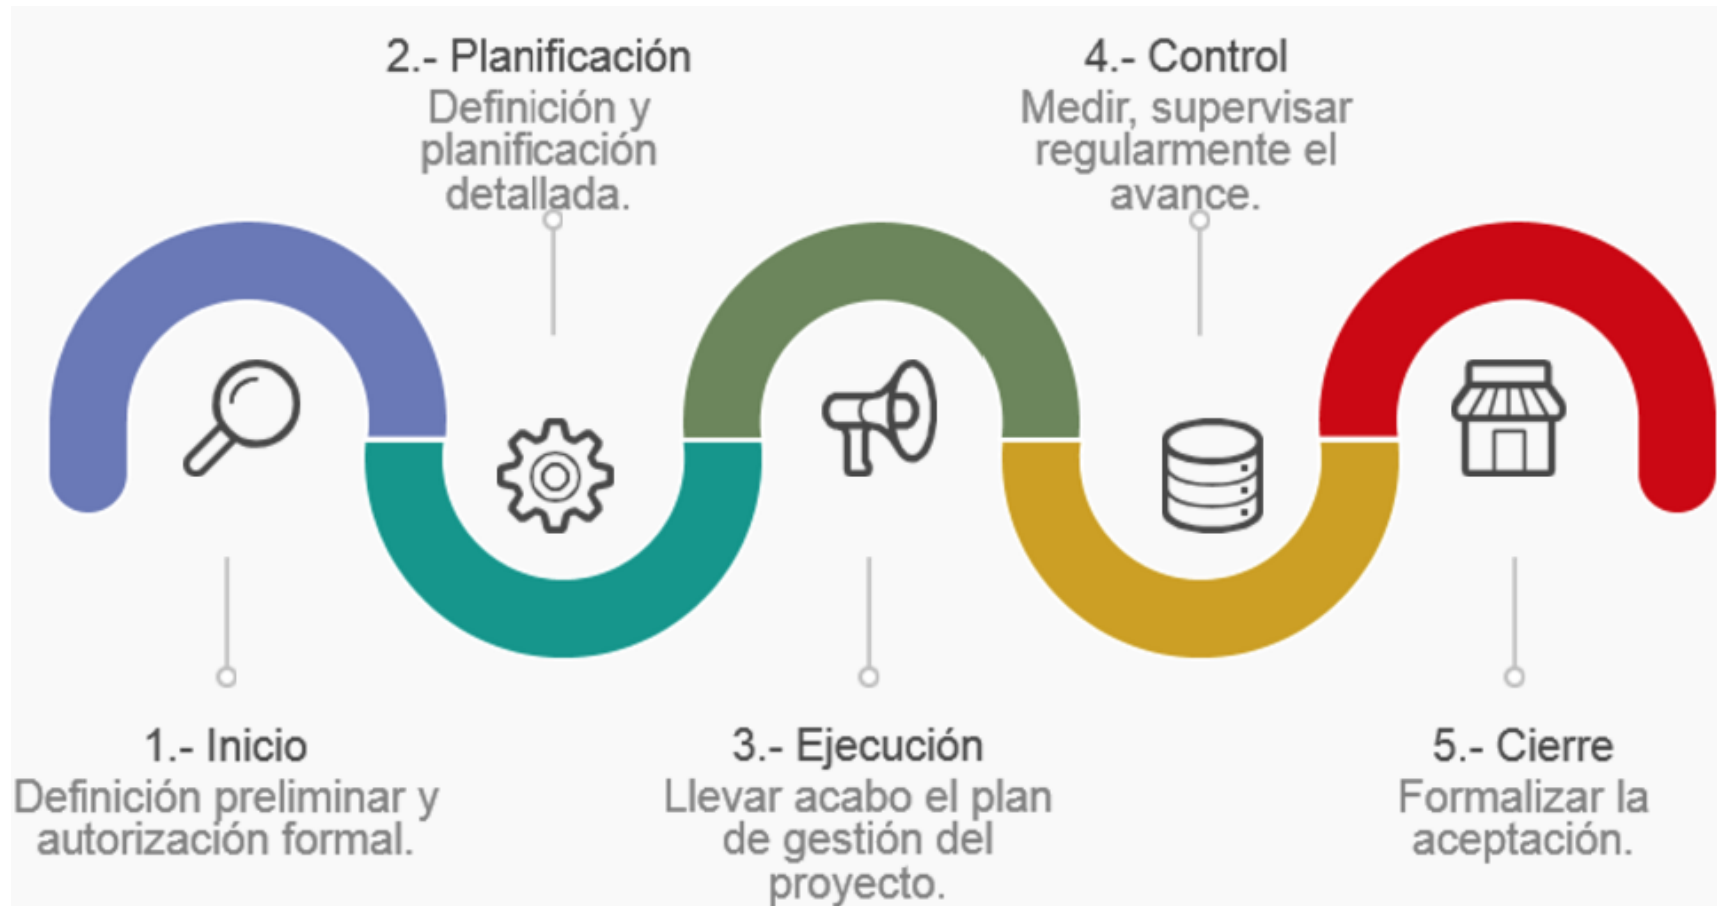 1.- Inicio
Definición preliminar y
autorización formal.
2.- Planificación
Definición y
planificación
detallada.
3.- Ejecución
Llevar acabo el plan
de gestión del
proyecto.
4.- Control
Medir, supervisar
regularmente el
avance.
5.- Cierre
Formalizar la
aceptación.